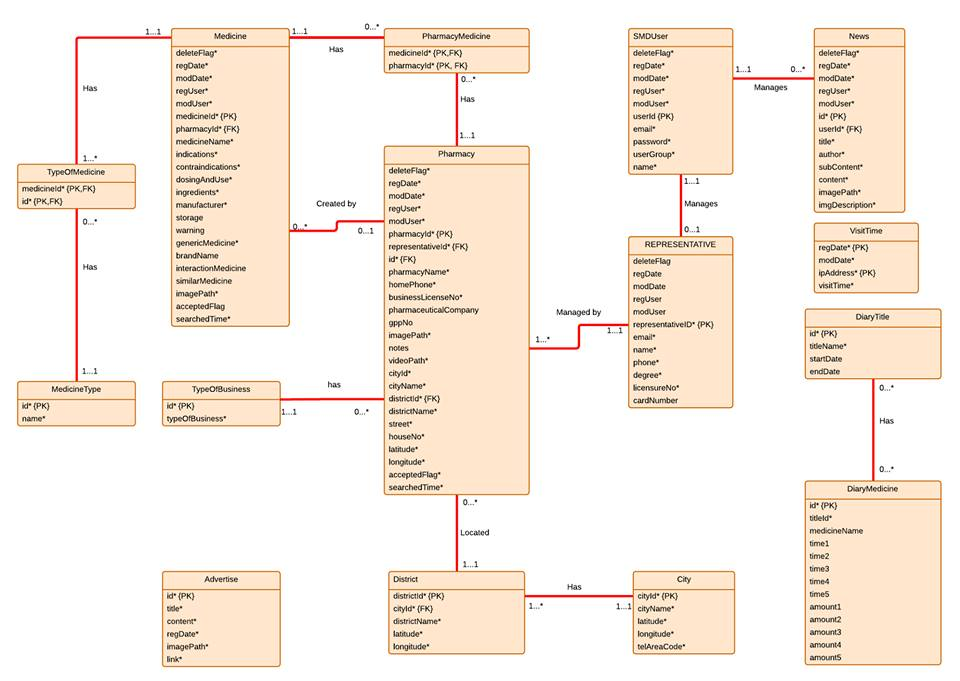 Medicine
deleteFlag*
regDate*
modDate*
regUser*
modUser*
medicineId* {PK}
pharmacyId* {FK}
medicineName*
indications*
contraindications*
dosingAndUse*
ingredients*
manufacturer*
storage
warning
genericMedicine*
brandName
interactionMedicine
similarMedicine
imagePath*
acceptedFlag
searchedTime*
1...1
Has
1...*
1...1
Has
0...*
PharmacyMedicine
medicineId* {PK,FK}
pharmacyId* {PK, FK}
0...*
Has
1...1
TypeOfMedicine
medicineId* {PK,FK}
id* {PK,FK}
0...*
Has
1...1
MedicineType
id* {PK}
name*
Created by
0...*
0...1
Pharmacy
deleteFlag*
regDate*
modDate*
regUser*
modUser*
pharmacyId* {PK}
representativeId* {FK}
id* {FK}
pharmacyName*
homePhone*
businessLicenseNo*
pharmaceuticalCompany
gppNo
imagePath*
notes
videoPath*
cityId*
cityName*
districtId* {FK}
districtName*
street*
houseNo*
latitude*
longitude*
acceptedFlag*
searchedTime*
TypeOfBusiness
id* {PK}
typeOfBusiness*
has
1...1
0...*
0...*
Located
1...1
Managed by
1...*
1...1
SMDUser
deleteFlag*
regDate*
modDate*
regUser*
modUser*
userId {PK}
email*
password*
userGroup*
name*
1...1
Manages
0...*
1...1
Manages
0...1
REPRESENTATIVE
deleteFlag
regDate
modDate
regUser
modUser
representativeID* {PK}
email*
name*
phone*
degree*
licensureNo*
cardNumber
News
deleteFlag*
regDate*
modDate*
regUser*
modUser*
id* {PK}
userId* {FK}
title*
author*
subContent*
content*
imagePath*
imgDescription*
VisitTime
regDate* {PK}
modDate*
ipAddress* {PK}
visitTime*
DiaryTitle
id* {PK}
titleName*
startDate
endDate
0...*
Has
0...*
DiaryMedicine
id* {PK}
titleId*
medicineName
time1
time2
time3
time4
time5
amount1
amount2
amount3
amount4
amount5
Advertise
id* {PK}
title*
content*
regDate*
imagePath*
link*
District
districtId* {PK}
cityId* {FK}
districtName*
latitude*
longitude*
Has
1...*
1...1
City
cityId* {PK}
cityName*
latitude*
longitude*
telAreaCode*